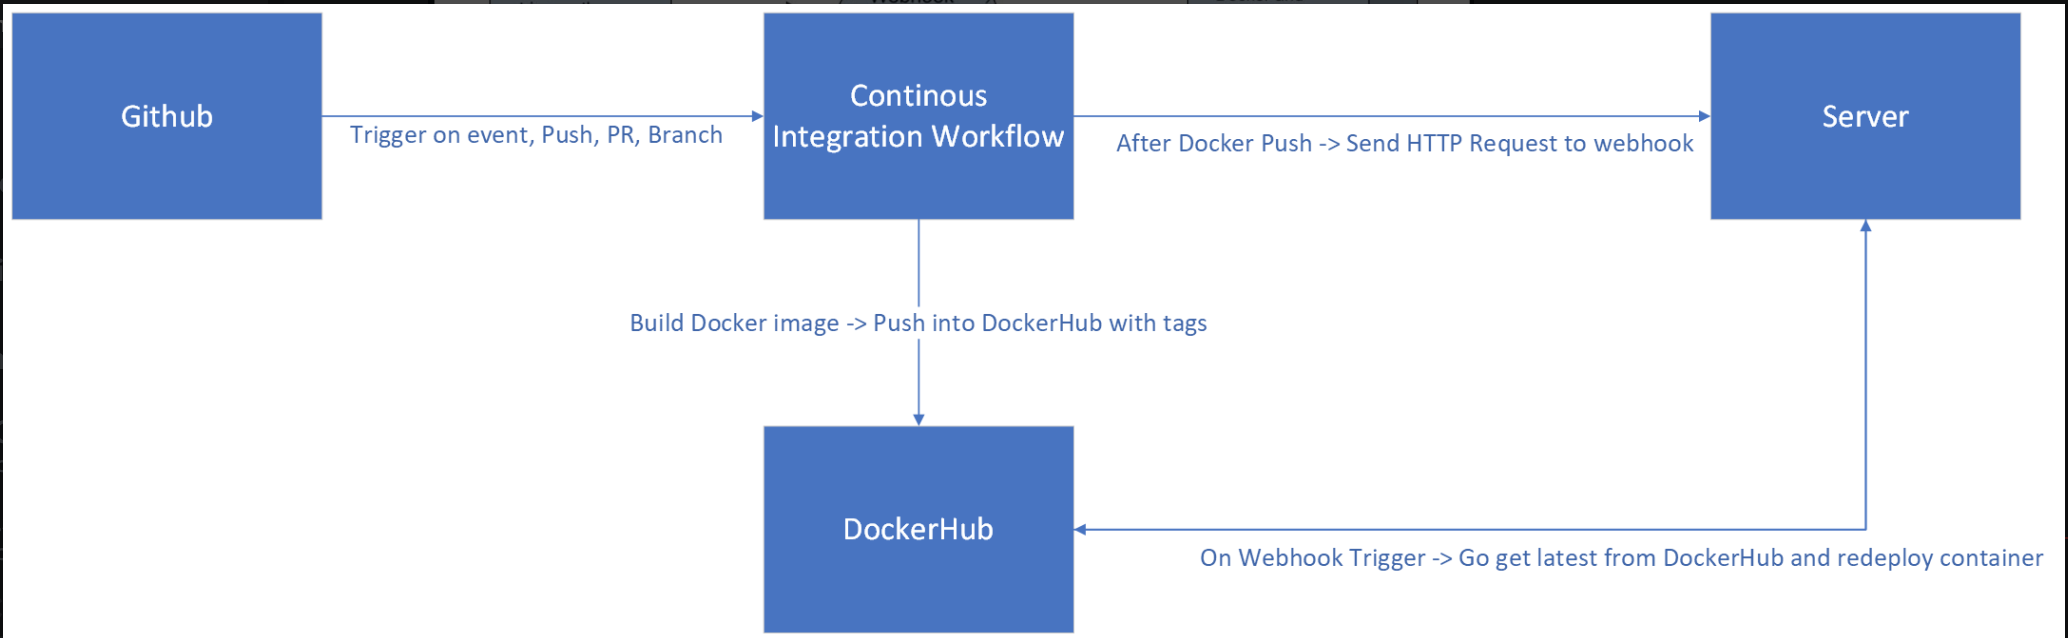 Github
Trigger on event, Push, PR, Branch
Continous
Integration Workflow
After Docker Push -> Send HTTP Request to webhook
Server
Build Docker image -> Push into DockerHub with tags
DockerHub
On Webhook Trigger -> Go get latest from DockerHub and redeploy container